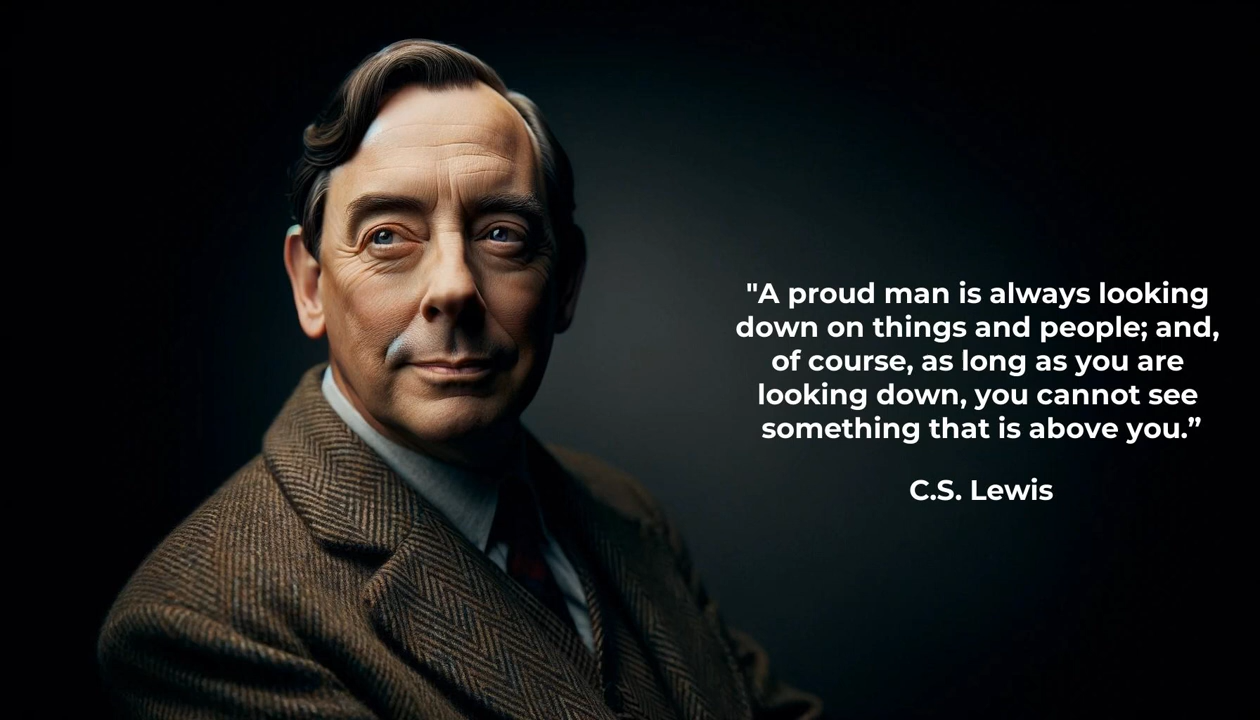 "A proud man is always looking
down on things and people; and,
of course, as long as you are
looking down, you cannot see
something that is above you.”
C.S. Lewis